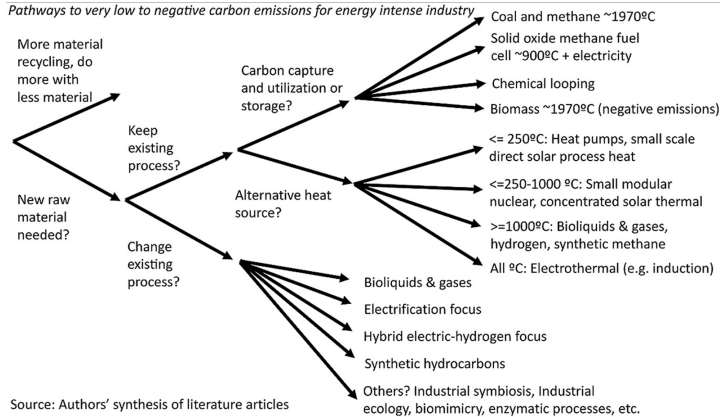 Pathways to very low to negative carbon emissions for energy intense industry
More material
recycling, do
more with
less material
New raw
material
needed?
Keep
existing
process?
Change
existing
process?
Carbon capture
and utilization or
storage?
Alternative heat
source?
Coal and methane ~1970ºC
Solid oxide methane fuel
cell ~900ºC + electricity
Chemical looping
Biomass ~1970ºC (negative emissions)
<= 250ºC: Heat pumps, small scale
direct solar process heat
<=250-1000 ºC: Small modular
nuclear, concentrated solar thermal
>=1000ºC: Bioliquids & gases,
hydrogen, synthetic methane
All ºC: Electrothermal (e.g. induction)
Bioliquids & gases
Electrification focus
Hybrid electric-hydrogen focus
Synthetic hydrocarbons
Others? Industrial symbiosis, Industrial
ecology, biomimicry, enzymatic processes, etc.
Source: Authors’ synthesis of literature articles